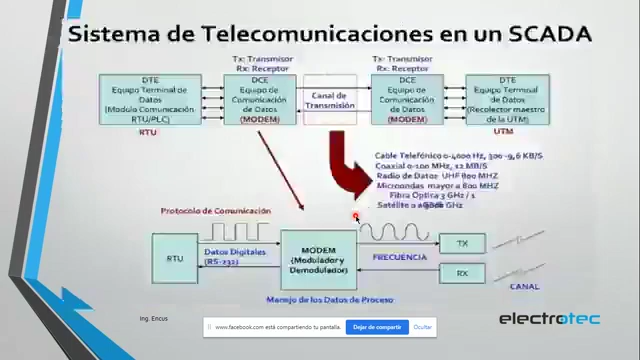 Sistema de Telecomunicaciones en un SCADA
Tx: Transmisor
Rx: Receptor
Tx: Transmisor
Rx: Receptor
DTE
Equipo Terminal de
Datos
(Modulo Comunicación
RTU/PLC)
DCE
Equipo de
Comunicación
de Datos
(MODEM)
Canal de
Transmisión
DCE
Equipo de
Comunicación
de Datos
(MODEM)
DTE
Equipo Terminal
de Datos
(Recolector maestro
de la UTM)
RTU
UTM
Cable Telefónico 0-4000 Hz, 300 -9,6 KB/S
Coaxial 0-100 MHz, 12 MB/S
Radio de Datos UHF 800 MHZ
Microondas mayor a 800 MHZ
Fibra Óptica 3 GHz / 1
Satélite GHz
Protocolo de Comunicación
RTU
Datos Digitales
(RS-232)
MODEM
(Modulador y
Demodulador)
FRECUENCIA
TX
RX
CANAL
Manejo de los Datos de Proceso
Ing. Encus
www.facebook.com está compartiendo tu pantalla.
Dejar de compartir
Ocultar
electrotec